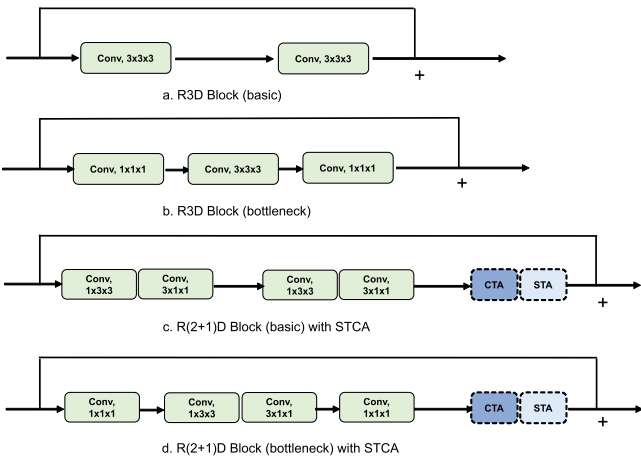 Conv, 3x3x3 Conv, 3x3x3
+
a. R3D Block (basic)
Conv, 1x1x1 Conv, 3x3x3 Conv, 1x1x1
+
b. R3D Block (bottleneck)
Conv, Conv, Conv, Conv,
1x3x3 3x1x1 1x3x3 3x1x1 CTA STA
+
c. R(2+1)D Block (basic) with STCA
Conv, Conv, Conv, Conv,
1x1x1 1x3x3 3x1x1 1x1x1 CTA STA
+
d. R(2+1)D Block (bottleneck) with STCA